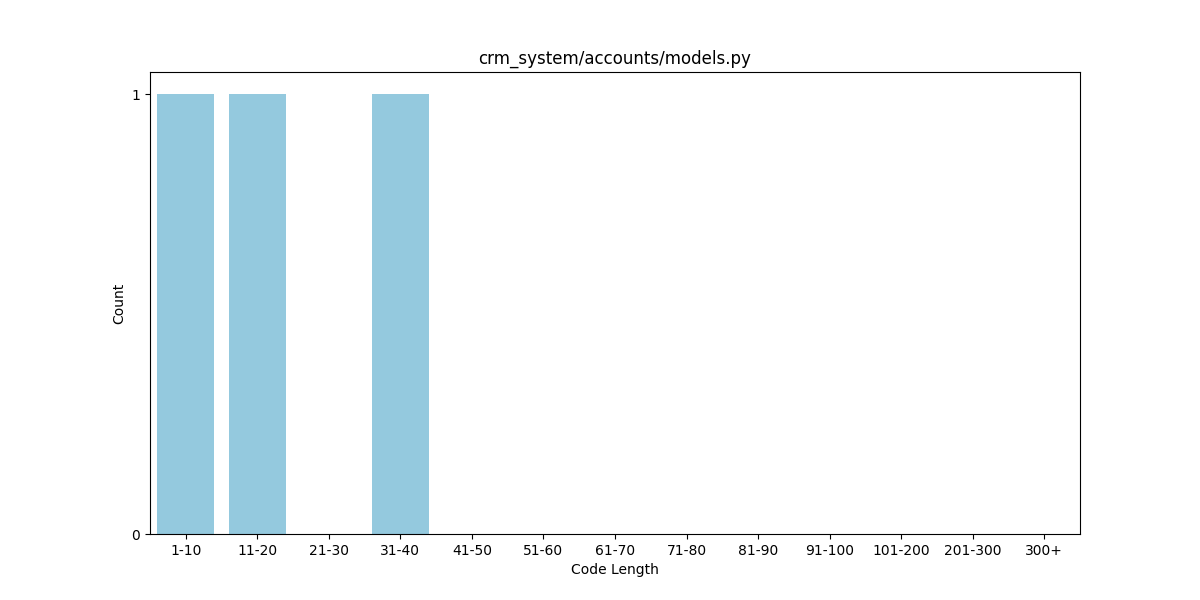 crm_system/accounts/models.py
1
Count
0
1-10 11-20 21-30 31-40 41-50 51-60 61-70 71-80 81-90 91-100 101-200 201-300 300+
Code Length